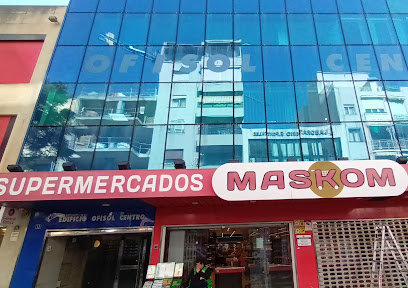 OFISOL CEN
SUPERMERCADOS MASKOM
EDIFICIO OFISOL CENTRO